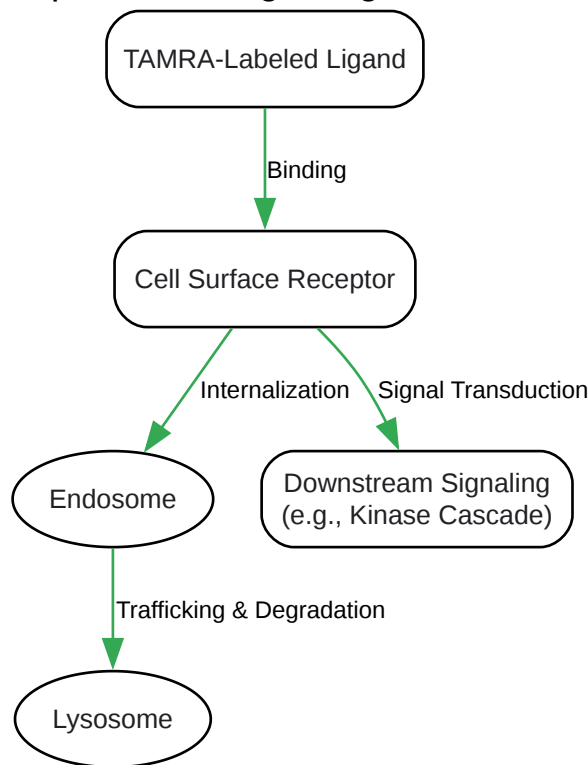 TAMRA-Labeled Ligand
Binding
Cell Surface Receptor
Internalization
Signal Transduction
Endosome
Downstream Signaling
(e.g., Kinase Cascade)
Trafficking & Degradation
Lysosome